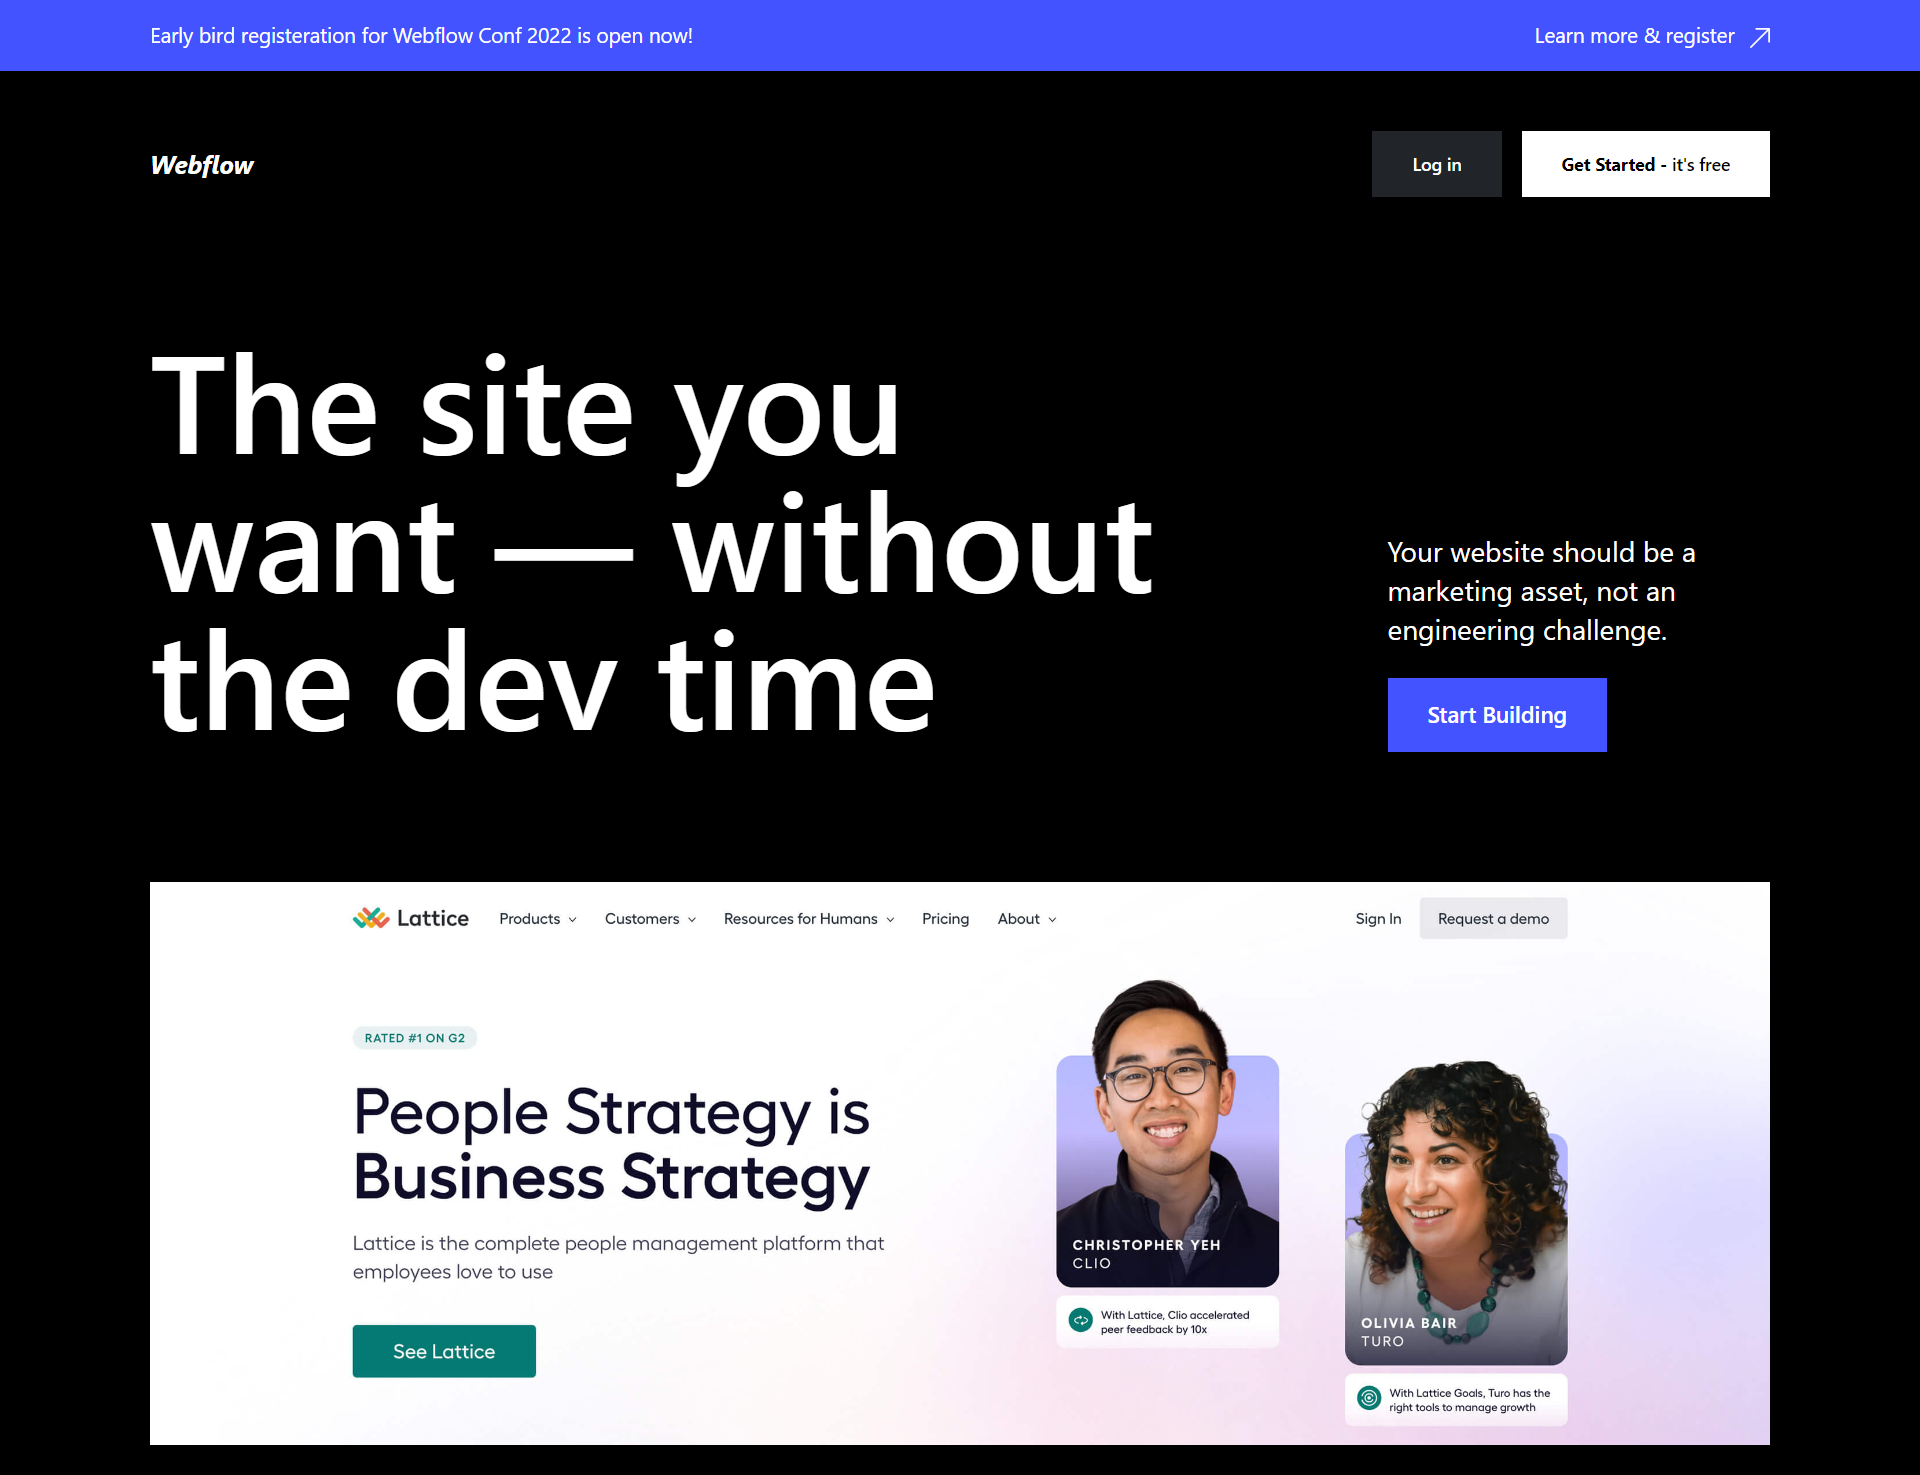 Early bird registeration for Webflow Conf 2022 is open now!
Learn more & register
Webflow
Log in
Get Started - it's free
The site you
want — without
the dev time
Your website should be a
marketing asset, not an
engineering challenge.
Start Building
Lattice
Products
Customers
Resources for Humans
Pricing
About
Sign In
Request a demo
RATED #1 ON G2
People Strategy is
Business Strategy
Lattice is the complete people management platform that
employees love to use
See Lattice
CHRISTOPHER YEH
CLIO
With Lattice, Clio accelerated
peer feedback by 10x
OLIVIA BAIR
TURO
With Lattice Goals, Turo has the
right tools to manage growth